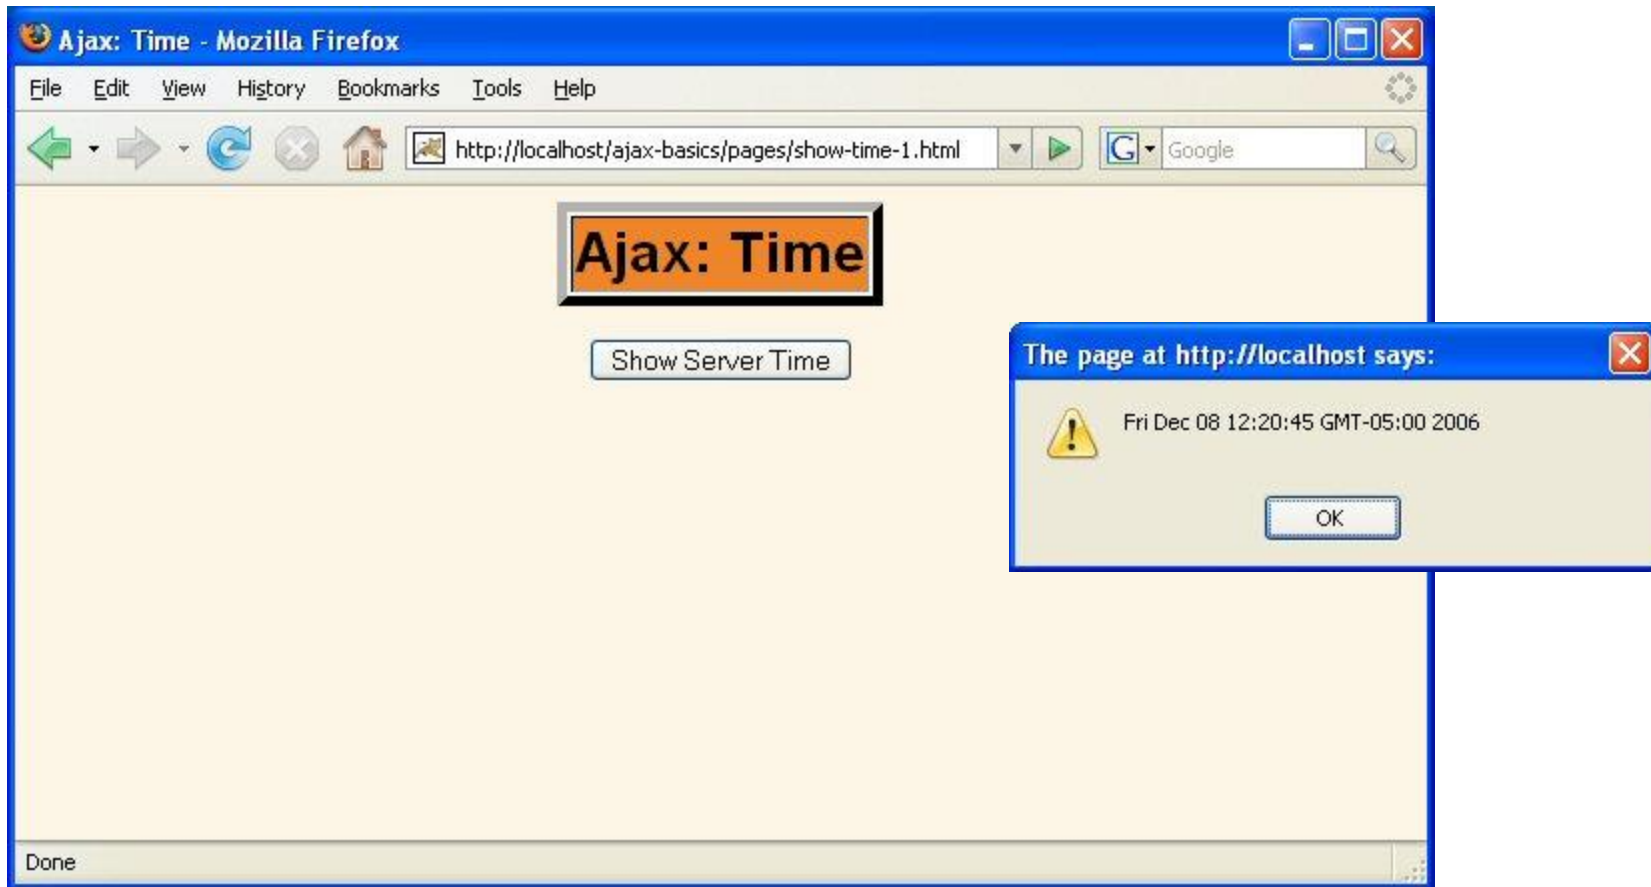 Ajax: Time - Mozilla Firefox
File Edit View History Bookmarks Tools Help
http://localhost/ajax-basics/pages/show-time-1.html
G Google
Ajax: Time
Show Server Time
The page at http://localhost says:
Fri Dec 08 12:20:45 GMT-05:00 2006
OK
Done